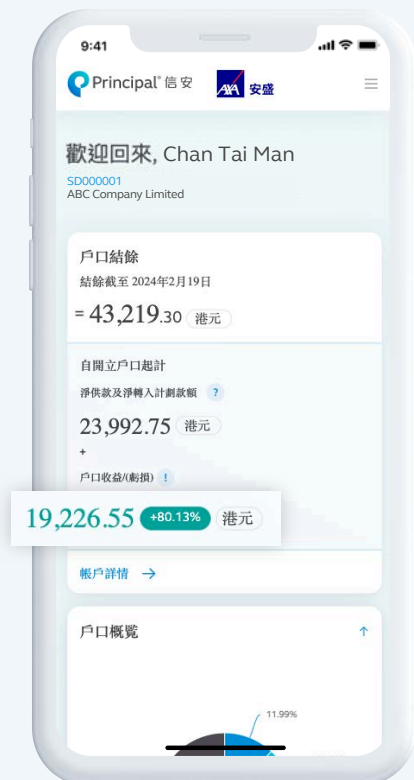 9:41
Principal® 信安 AXA 安盛
歡迎回來, Chan Tai Man
SD000001
ABC Company Limited
戶口結餘
結餘截至 2024年2月19日
= 43,219.30 港元
自開立戶口起計
淨供款及淨轉入計劃款額 ?
23,992.75 港元
+
戶口收益/(虧損) !
19,226.55 +80.13% 港元
帳戶詳情 →
戶口概覧 ↑
11.99%